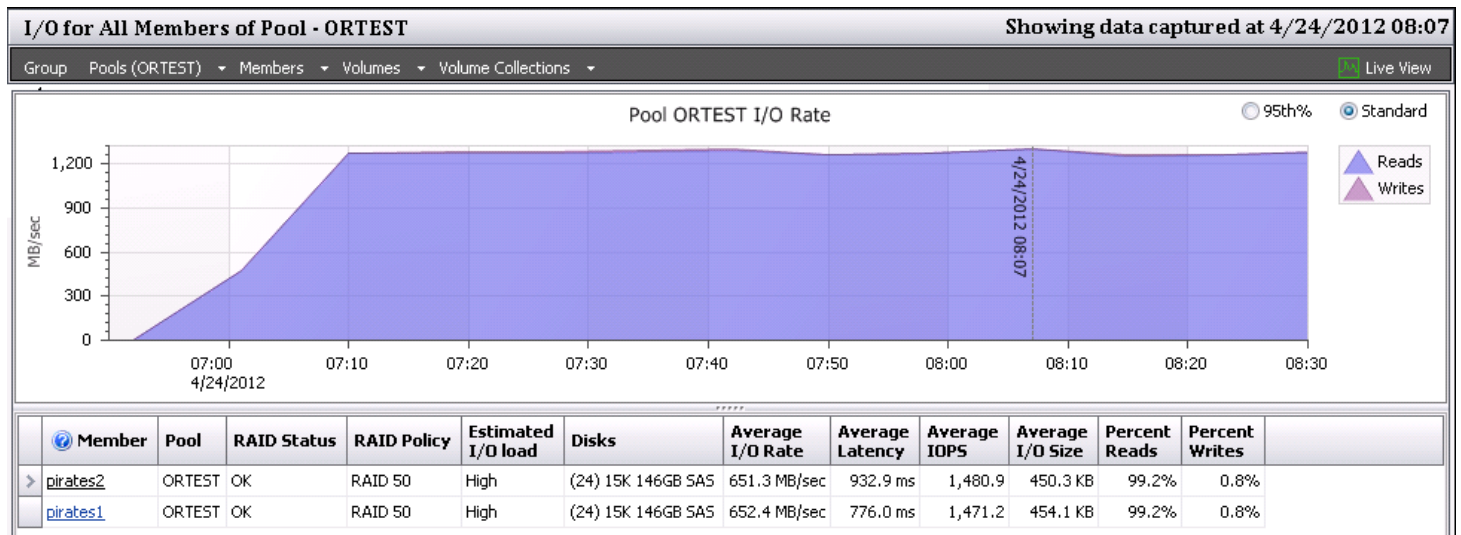 I/O for All Members of Pool - ORTEST Showing data captured at 4/24/2012 08:07
Group Pools (ORTEST) Members Volumes Volume Collections Live View
Pool ORTEST I/O Rate 95th% Standard
Reads
Writes
MB/sec
1,200
900
600
300
0
4/24/2012 08:07
07:00 07:10 07:20 07:30 07:40 07:50 08:00 08:10 08:20 08:30
4/24/2012
Member Pool RAID Status RAID Policy Estimated I/O load Disks Average I/O Rate Average Latency Average IOPS Average I/O Size Percent Reads Percent Writes
pirates2 ORTEST OK RAID 50 High (24) 15K 146GB SAS 651.3 MB/sec 932.9 ms 1,480.9 450.3 KB 99.2% 0.8%
pirates1 ORTEST OK RAID 50 High (24) 15K 146GB SAS 652.4 MB/sec 776.0 ms 1,471.2 454.1 KB 99.2% 0.8%